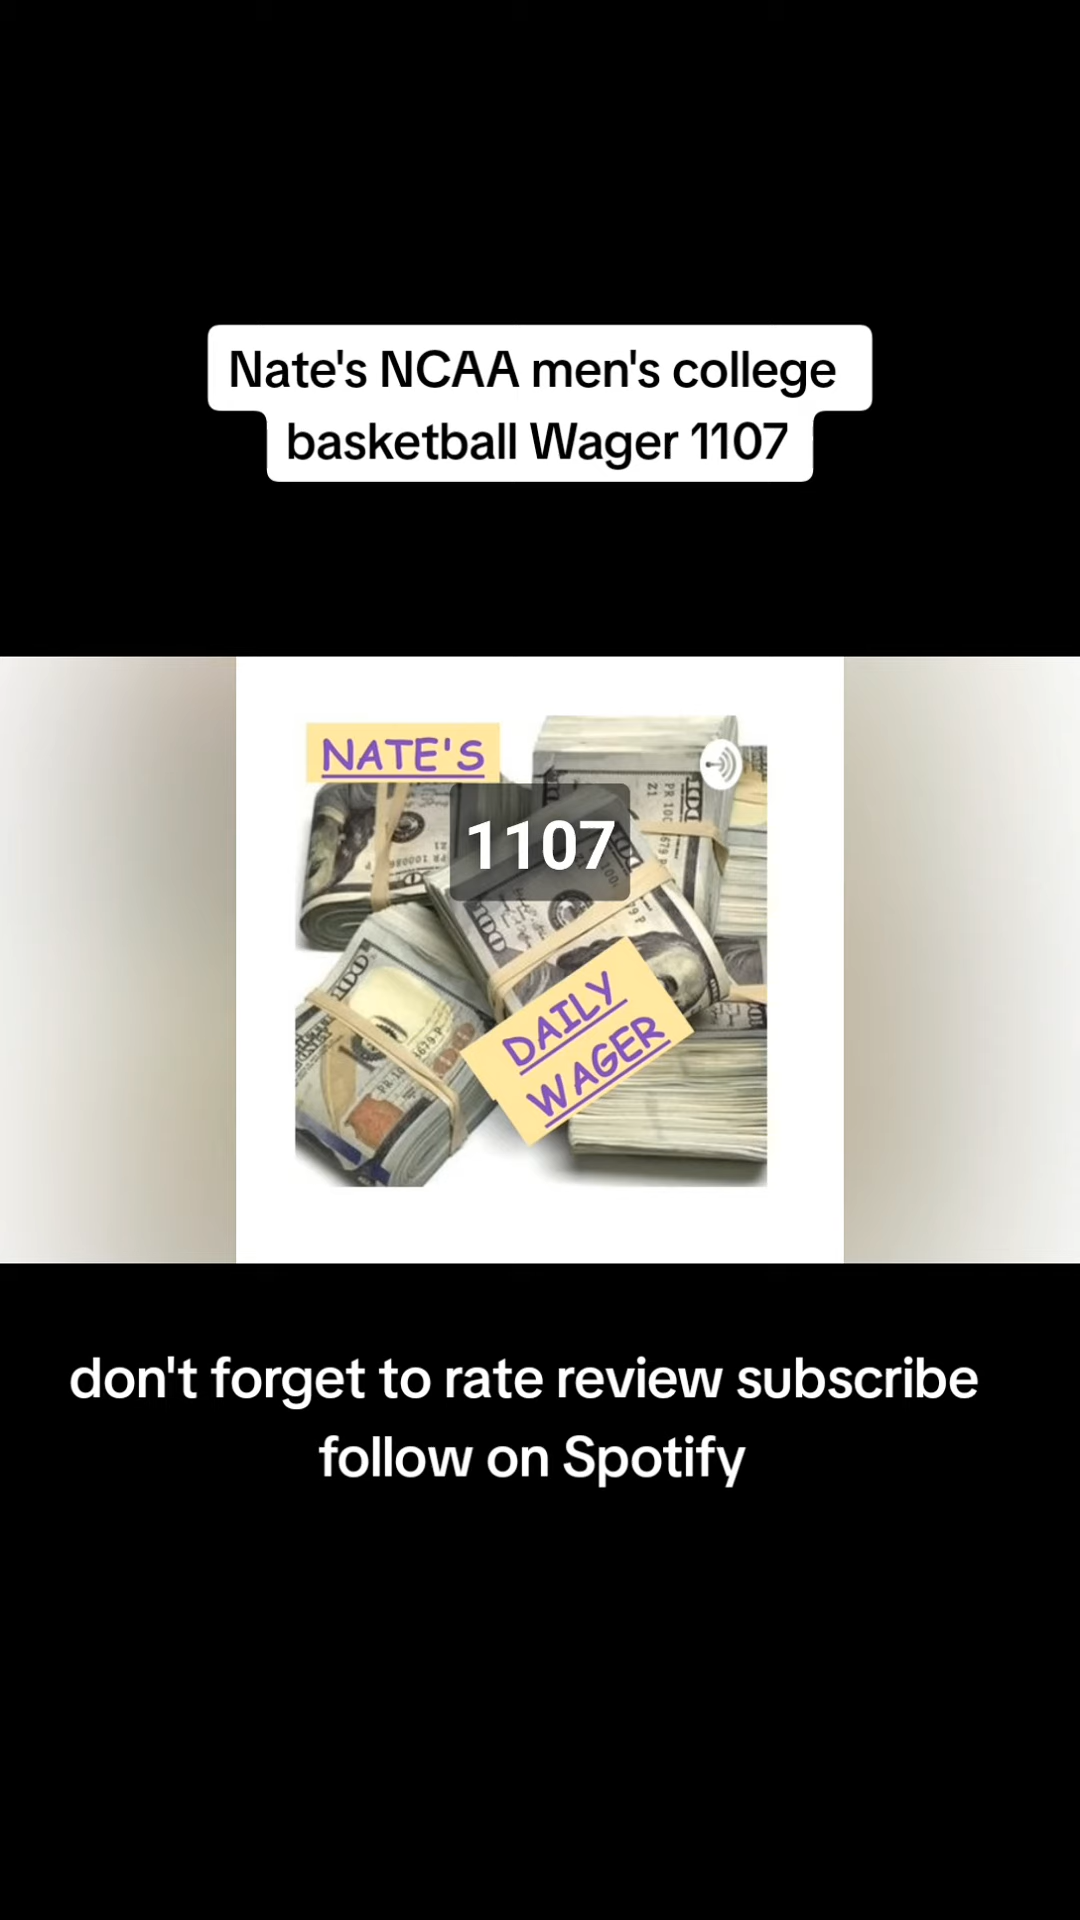 Nate's NCAA men's college
basketball Wager 1107
NATE'S
1107
DAILY
WAGER
don't forget to rate review subscribe
follow on Spotify